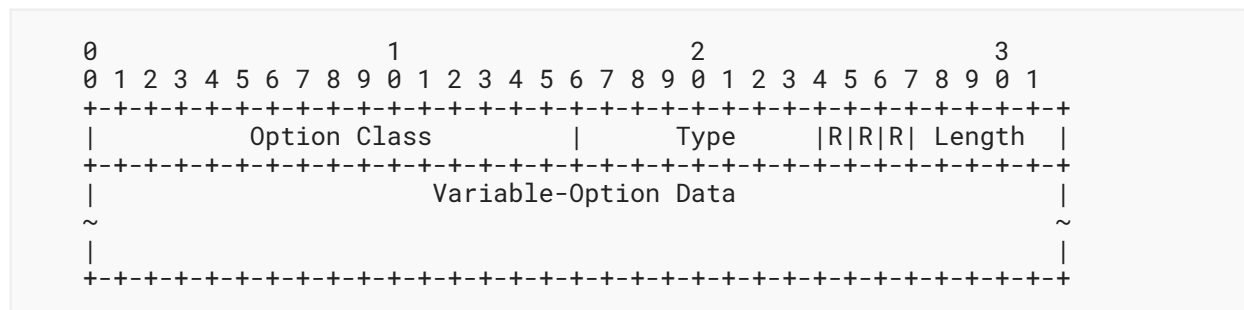 0                   1                   2                   3
 0 1 2 3 4 5 6 7 8 9 0 1 2 3 4 5 6 7 8 9 0 1 2 3 4 5 6 7 8 9 0 1
+-+-+-+-+-+-+-+-+-+-+-+-+-+-+-+-+-+-+-+-+-+-+-+-+-+-+-+-+-+-+-+-+
|          Option Class         |      Type     |R|R|R| Length  |
+-+-+-+-+-+-+-+-+-+-+-+-+-+-+-+-+-+-+-+-+-+-+-+-+-+-+-+-+-+-+-+-+
|                      Variable-Option Data                     |
~                                                               ~
|                                                               |
+-+-+-+-+-+-+-+-+-+-+-+-+-+-+-+-+-+-+-+-+-+-+-+-+-+-+-+-+-+-+-+-+